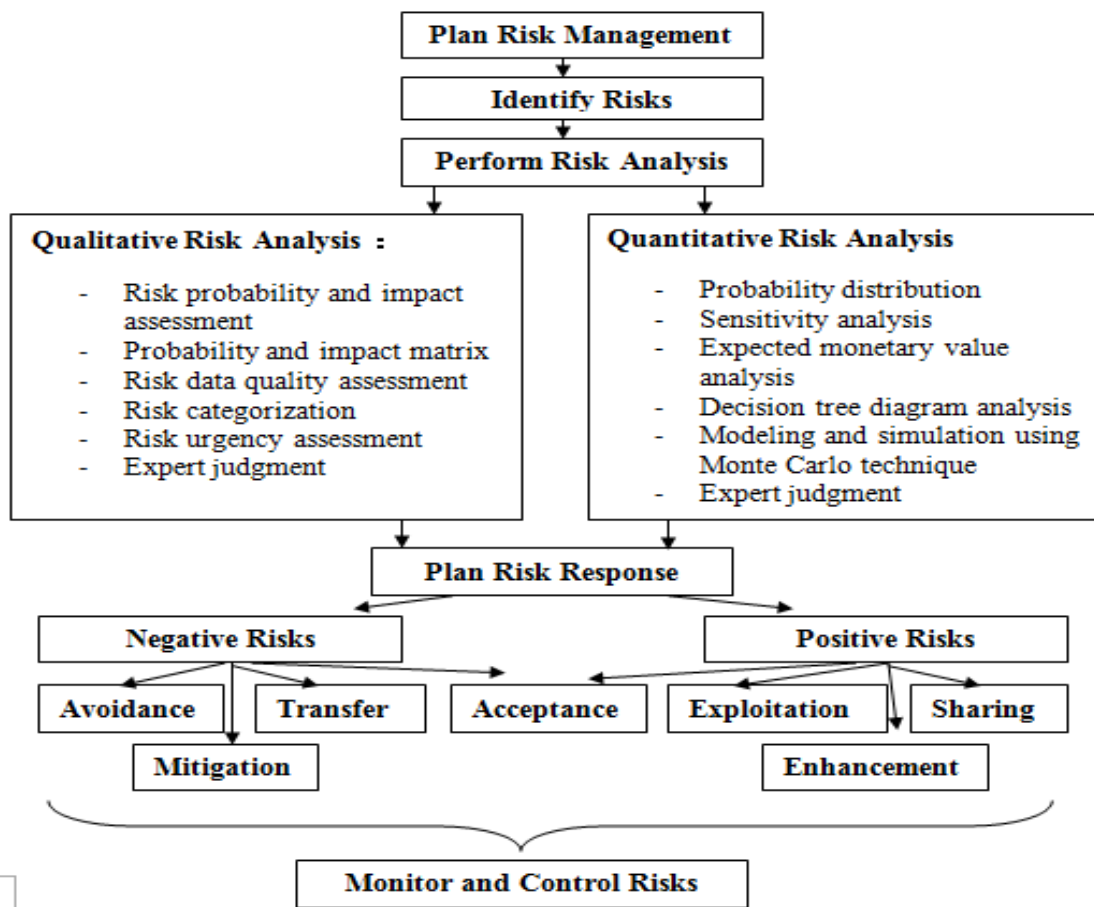 Plan Risk Management
Identify Risks
Perform Risk Analysis
Qualitative Risk Analysis :
- Risk probability and impact
assessment
- Probability and impact matrix
- Risk data quality assessment
- Risk categorization
- Risk urgency assessment
- Expert judgment
Quantitative Risk Analysis
- Probability distribution
- Sensitivity analysis
- Expected monetary value
analysis
- Decision tree diagram analysis
- Modeling and simulation using
Monte Carlo technique
- Expert judgment
Plan Risk Response
Negative Risks
Positive Risks
Avoidance
Transfer
Acceptance
Exploitation
Sharing
Mitigation
Enhancement
Monitor and Control Risks